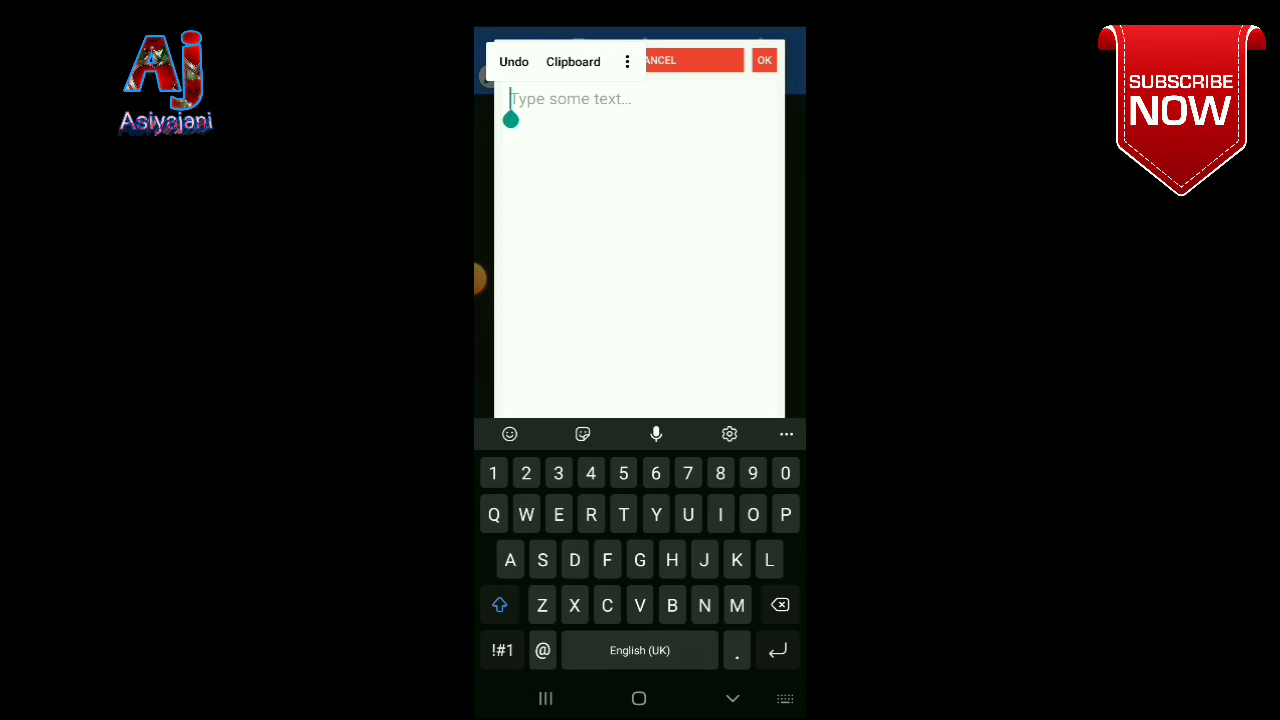 Aj
Asiyajani
SUBSCRIBE
NOW
Undo Clipboard
ANCEL
OK
Type some text...
1 2 3 4 5 6 7 8 9 0
Q W E R T Y U I O P
A S D F G H J K L
Z X C V B N M
!#1 @ English (UK) .